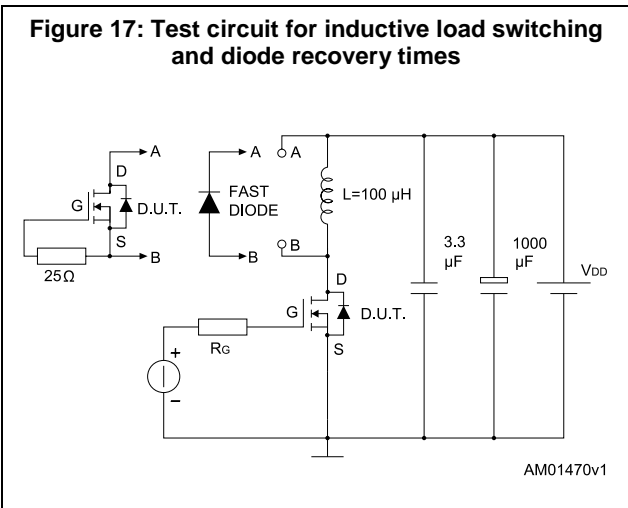 Figure 17: Test circuit for inductive load switching
and diode recovery times
A
D
G
D.U.T.
S
B
25Ω
A
FAST
DIODE
B
A
L=100 µH
B
D
G
D.U.T.
S
RG
+
–
3.3
µF
1000
µF
VDD
AM01470v1